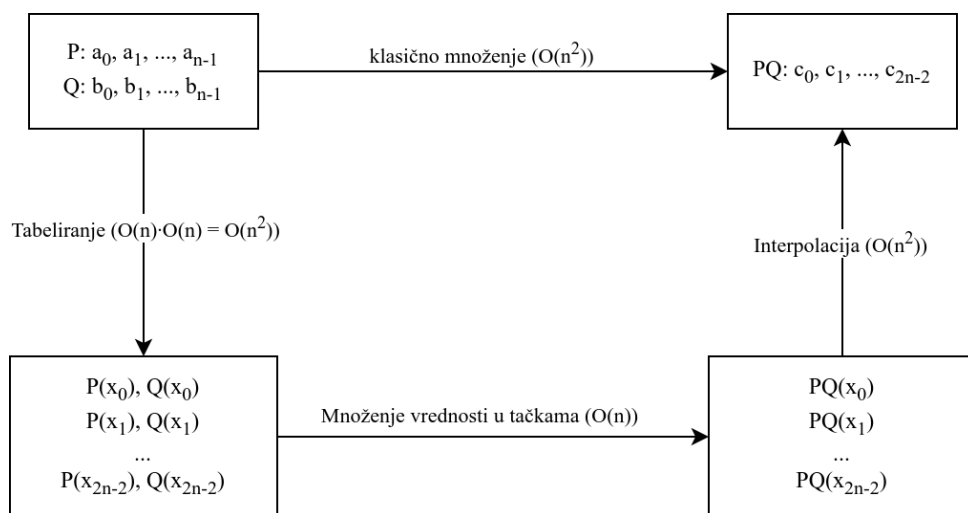 P: a₀, a₁, ..., aₙ₋₁
Q: b₀, b₁, ..., bₙ₋₁
klasično množenje (O(n²))
PQ: c₀, c₁, ..., c₂ₙ₋₂
Tabeliranje (O(n)·O(n) = O(n²))
Interpolacija (O(n²))
P(x₀), Q(x₀)
P(x₁), Q(x₁)
...
P(x₂ₙ₋₂), Q(x₂ₙ₋₂)
Množenje vrednosti u tačkama (O(n))
PQ(x₀)
PQ(x₁)
...
PQ(x₂ₙ₋₂)